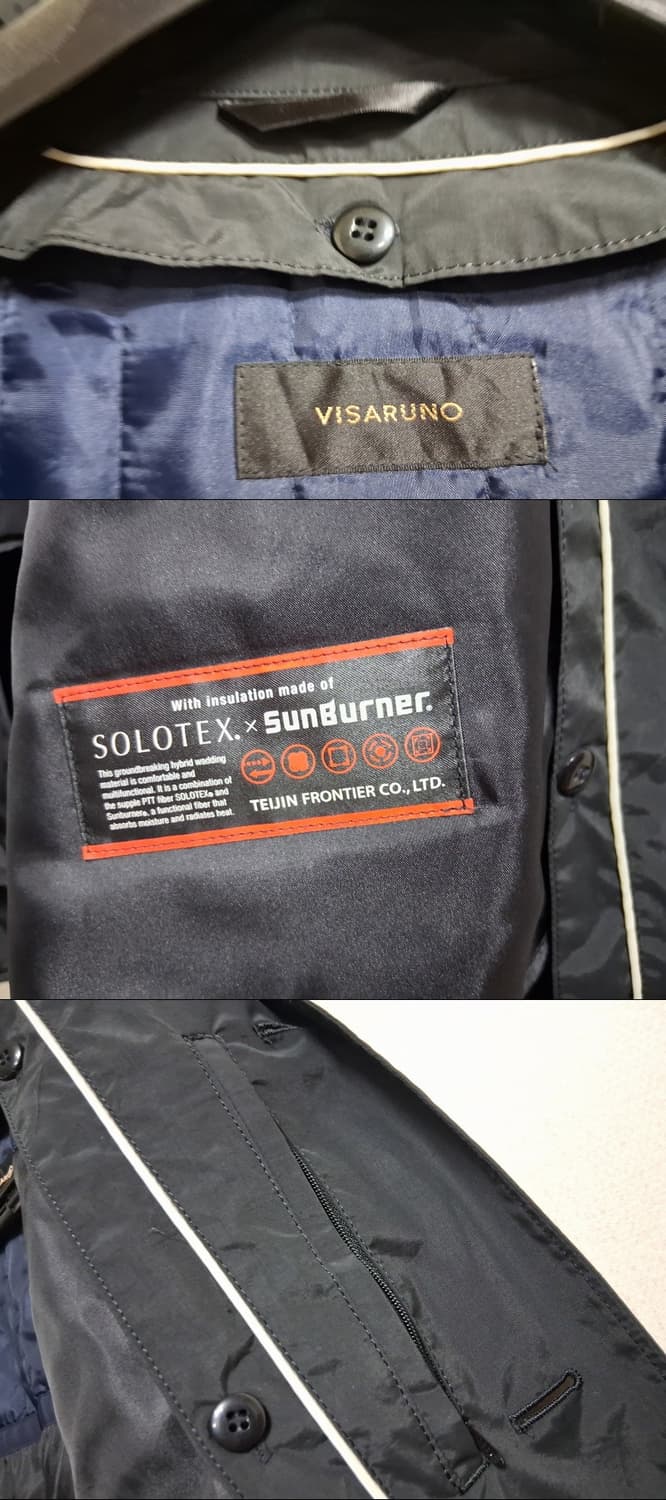 VISARUNO
With insulation made of
SOLOTEX® × SunBurner®
This groundbreaking hybrid wadding
material is comfortable and
multifunctional. It is a combination of
the supple PTT fiber SOLOTEX® and
Sunburner®, a functional fiber that
absorbs moisture and radiates heat.
TEIJIN FRONTIER CO., LTD.